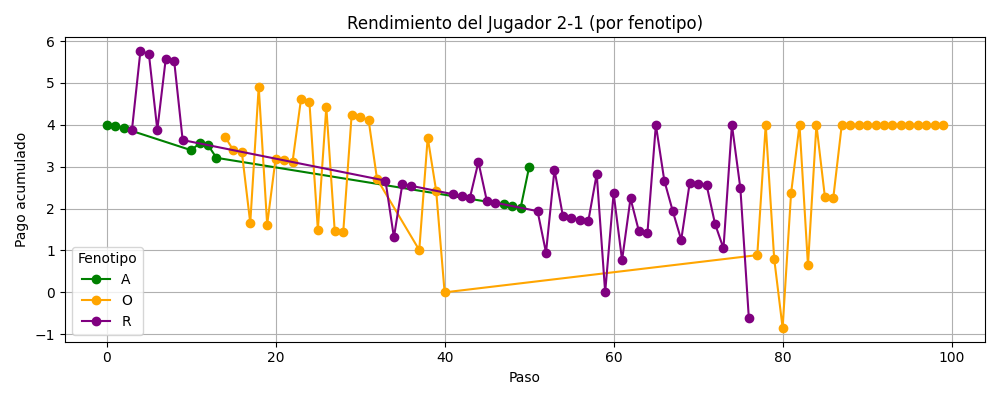 Rendimiento del Jugador 2-1 (por fenotipo)
Pago acumulado
6
5
4
3
2
1
0
−1
Fenotipo
A
O
R
0 20 40 60 80 100
Paso